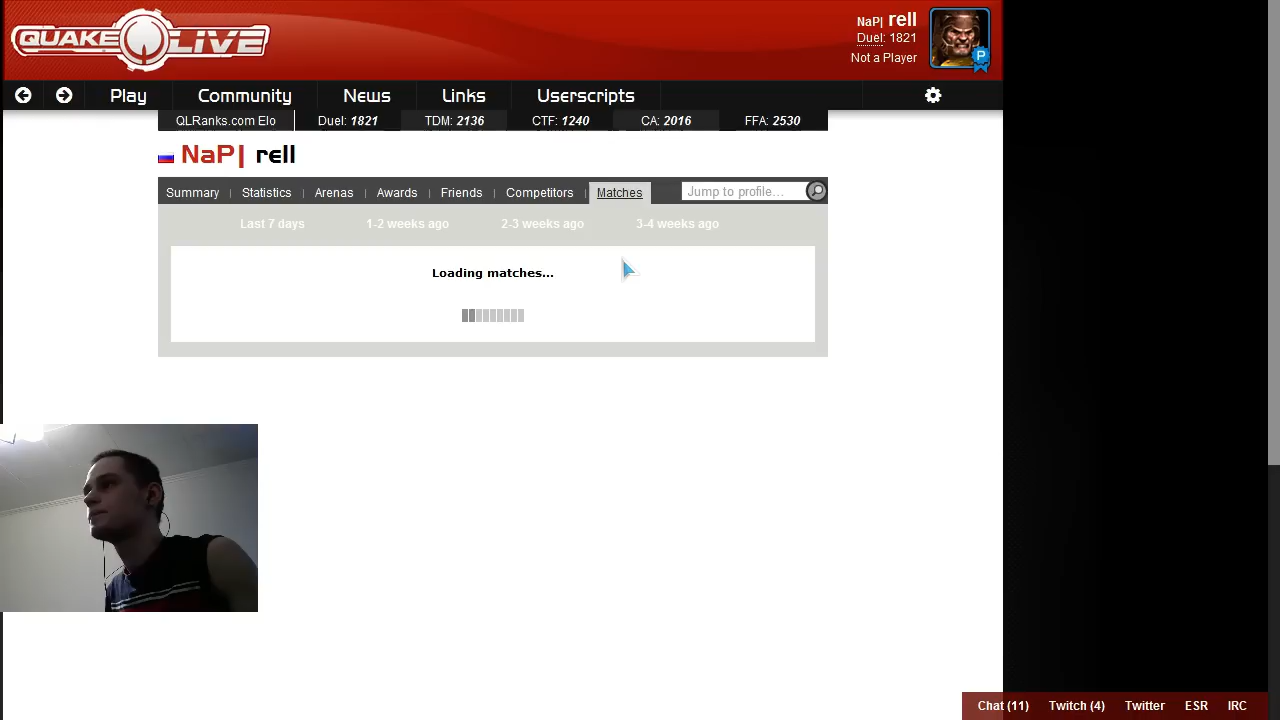 QUAKE LIVE
NaP| rell
Duel: 1821
Not a Player
P
Play Community News Links Userscripts
QLRanks.com Elo Duel: 1821 TDM: 2136 CTF: 1240 CA: 2016 FFA: 2530
NaP| rell
Summary Statistics Arenas Awards Friends Competitors Matches Jump to profile...
Last 7 days 1-2 weeks ago 2-3 weeks ago 3-4 weeks ago
Loading matches...
Chat (11) Twitch (4) Twitter ESR IRC